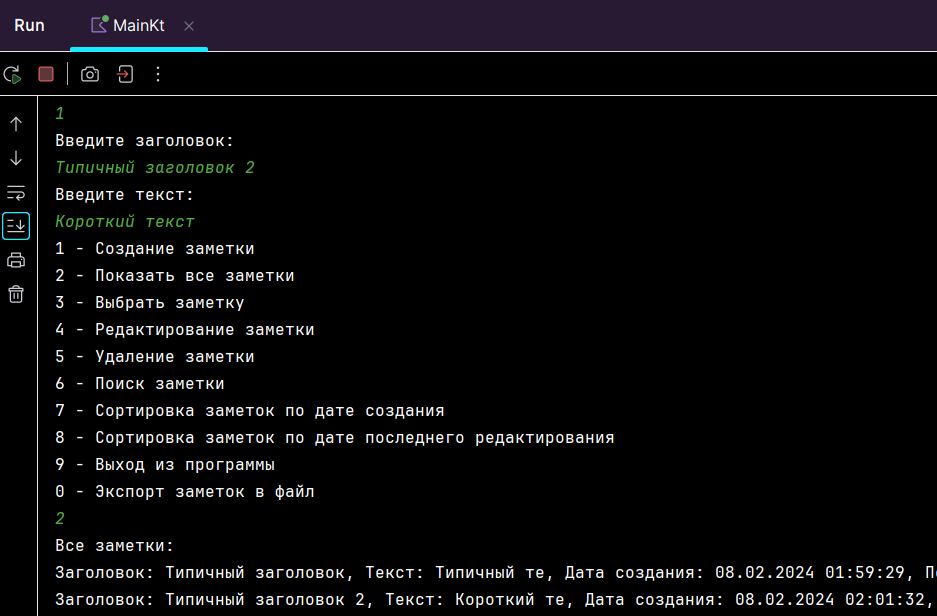 Run MainKt
1
Введите заголовок:
Типичный заголовок 2
Введите текст:
Короткий текст
1 - Создание заметки
2 - Показать все заметки
3 - Выбрать заметку
4 - Редактирование заметки
5 - Удаление заметки
6 - Поиск заметки
7 - Сортировка заметок по дате создания
8 - Сортировка заметок по дате последнего редактирования
9 - Выход из программы
0 - Экспорт заметок в файл
2
Все заметки:
Заголовок: Типичный заголовок, Текст: Типичный те, Дата создания: 08.02.2024 01:59:29,
Заголовок: Типичный заголовок 2, Текст: Короткий те, Дата создания: 08.02.2024 02:01:32,